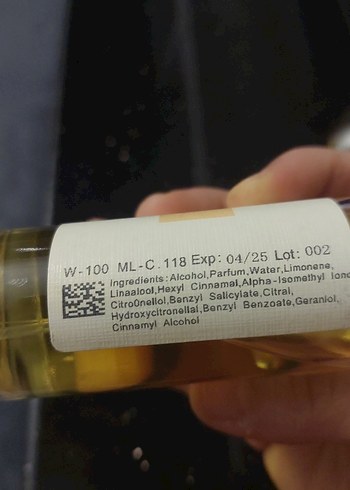 W-100 ML-C.118 Exp: 04/25 Lot: 002
Ingredients:Alcohol,Parfum,Water,Limonene,
Linaalool,Hexyl Cinnamal,Alpha-Isomethyl
Citro0nellol,Benzyl Salicylate,Citral,
Hydroxycitronellal,Benzyl Benzoate,Geraniol,
Cinnamyl Alcohol